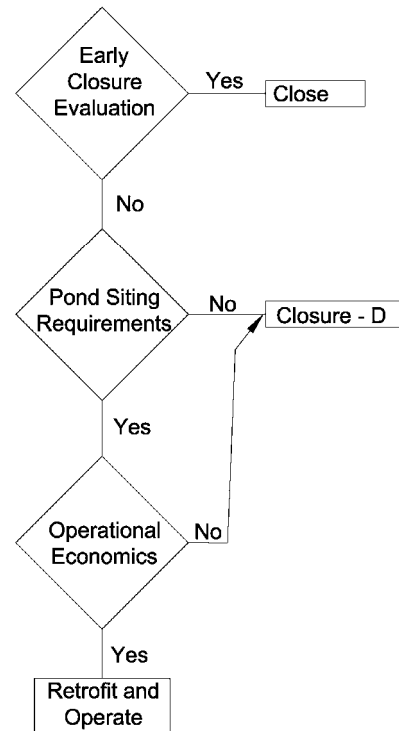 Early
Closure
Evaluation
Yes
Close
No
Pond Siting
Requirements
No
Closure - D
Yes
Operational
Economics
No
Yes
Retrofit and
Operate